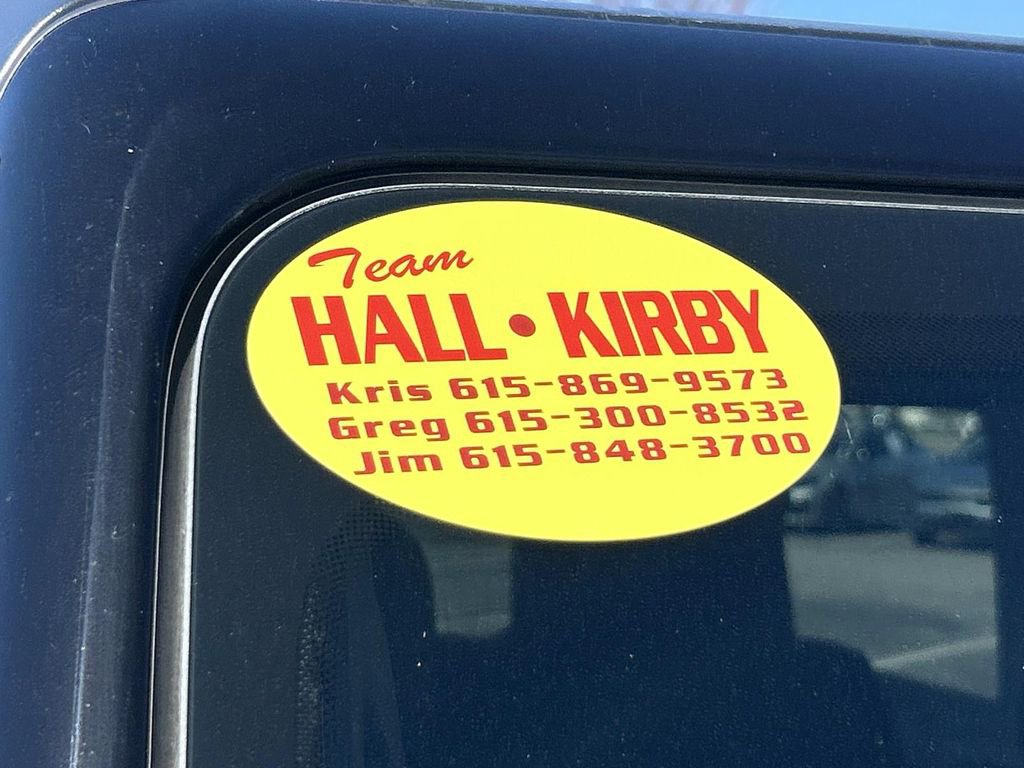 Team
HALL • KIRBY
Kris 615-869-9573
Greg 615-300-8532
Jim 615-848-3700